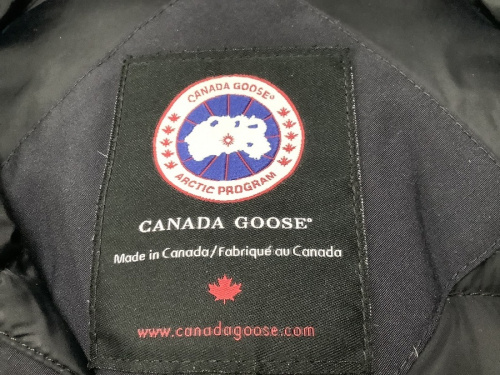 CANADA GOOSE®
ARCTIC PROGRAM
CANADA GOOSE®
Made in Canada/Fabriqué au Canada
www.canadagoose.com